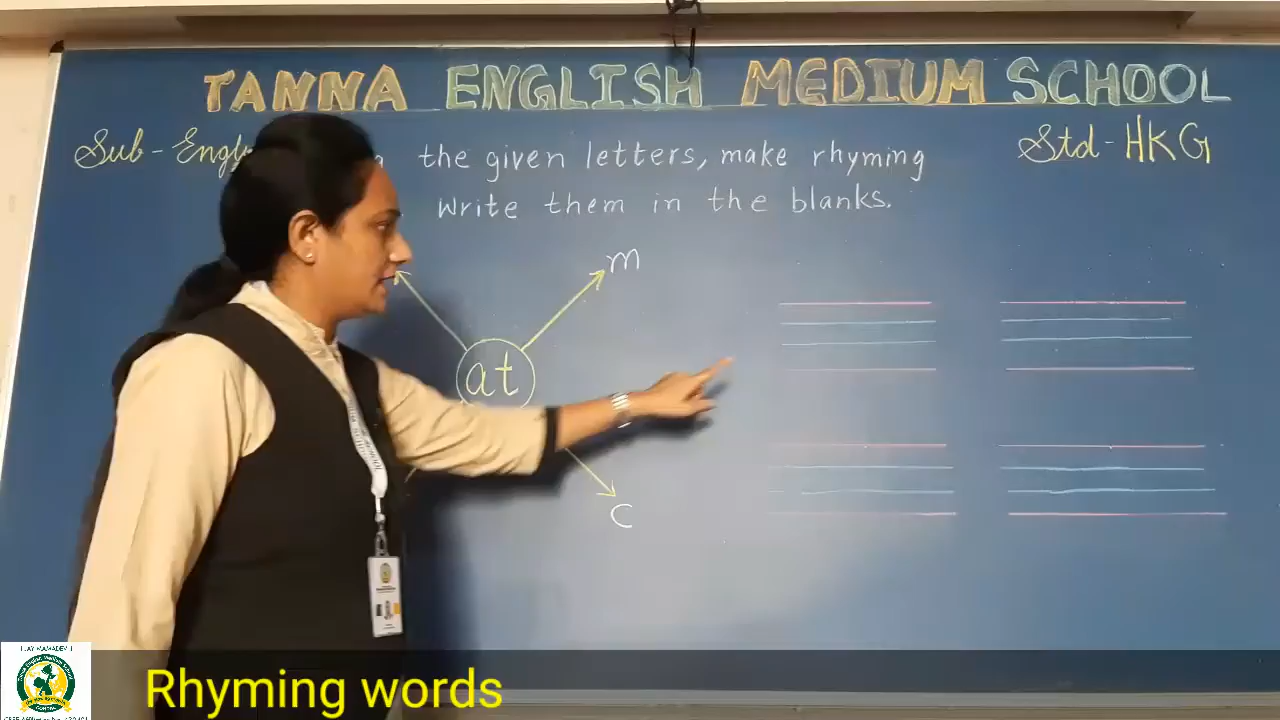 TANNA ENGLISH MEDIUM SCHOOL
Sub - the given letters, make rhyming Std - HKG
Write them in the blanks.
m
at
c
Rhyming words